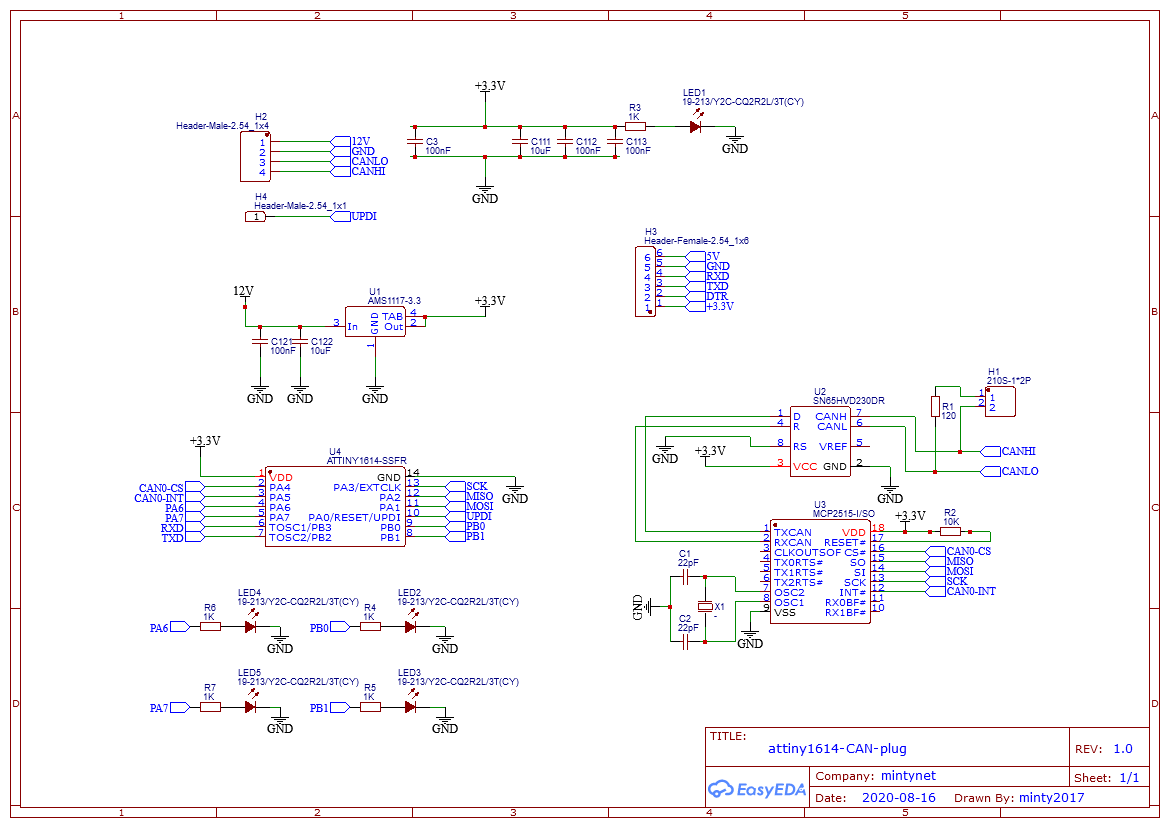 1 2 3 4 5
A A
B B
C C
D D
1 2 3 4 5
+3.3V
C3
100nF
C111
10uF
C112
100nF
C113
100nF
R3
1K
LED1
19-213/Y2C-CQ2R2L/3T(CY)
GND
GND
H2
Header-Male-2.54_1x4
1 12V
2 GND
3 CANLO
4 CANHI
H4
Header-Male-2.54_1x1
1 UPDI
H3
Header-Female-2.54_1x6
6 6 5V
5 5 GND
4 4 RXD
3 3 TXD
2 2 DTR
1 1 +3.3V
12V
C121
100nF
C122
10uF
U1
AMS1117-3.3
3 In GND TAB 4
Out 2
1
+3.3V
GND GND GND
U2
SN65HVD230DR
1 D CANH 7
4 R CANL 6
8 RS VREF 5
3 VCC GND 2
GND
+3.3V
GND
H1
210S-1*2P
1 1
2 2
R1
120
CANHI
CANLO
+3.3V
U4
ATTINY1614-SSFR
1 VDD GND 14
CAN0-CS 2 PA4 PA3/EXTCLK 13 SCK
CAN0-INT 3 PA5 PA2 12 MISO
PA6 4 PA6 PA1 11 MOSI
PA7 5 PA7 PA0/RESET/UPDI 10 UPDI
RXD 6 TOSC1/PB3 PB0 9 PB0
TXD 7 TOSC2/PB2 PB1 8 PB1
GND
U3
MCP2515-I/SO
1 TXCAN VDD 18
2 RXCAN RESET# 17
3 CLKOUTSOF CS# 16 CAN0-CS
4 TX0RTS# SO 15 MISO
5 TX1RTS# SI 14 MOSI
6 TX2RTS# SCK 13 SCK
7 OSC2 INT# 12 CAN0-INT
8 OSC1 RX0BF# 11
9 VSS RX1BF# 10
+3.3V
R2
10K
C1
22pF
C2
22pF
X1
-
GND
GND
PA6
R6
1K
LED4
19-213/Y2C-CQ2R2L/3T(CY)
GND
PB0
R4
1K
LED2
19-213/Y2C-CQ2R2L/3T(CY)
GND
PA7
R7
1K
LED5
19-213/Y2C-CQ2R2L/3T(CY)
GND
PB1
R5
1K
LED3
19-213/Y2C-CQ2R2L/3T(CY)
GND
TITLE:
attiny1614-CAN-plug
REV: 1.0
EasyEDA
Company: mintynet
Sheet: 1/1
Date: 2020-08-16 Drawn By: minty2017